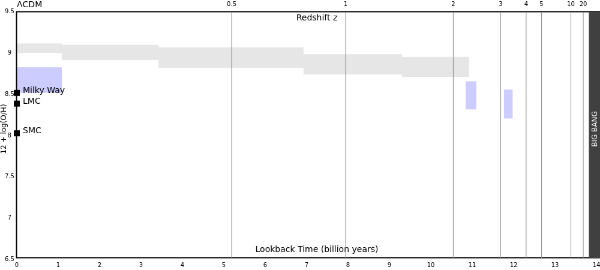 ΛCDM 0.5 1 2 3 4 5 10 20
Redshift z
9.5
9
8.5
8
7.5
7
6.5
12 + log(O/H)
Milky Way
LMC
SMC
BIG BANG
Lookback Time (billion years)
0 1 2 3 4 5 6 7 8 9 10 11 12 13 14